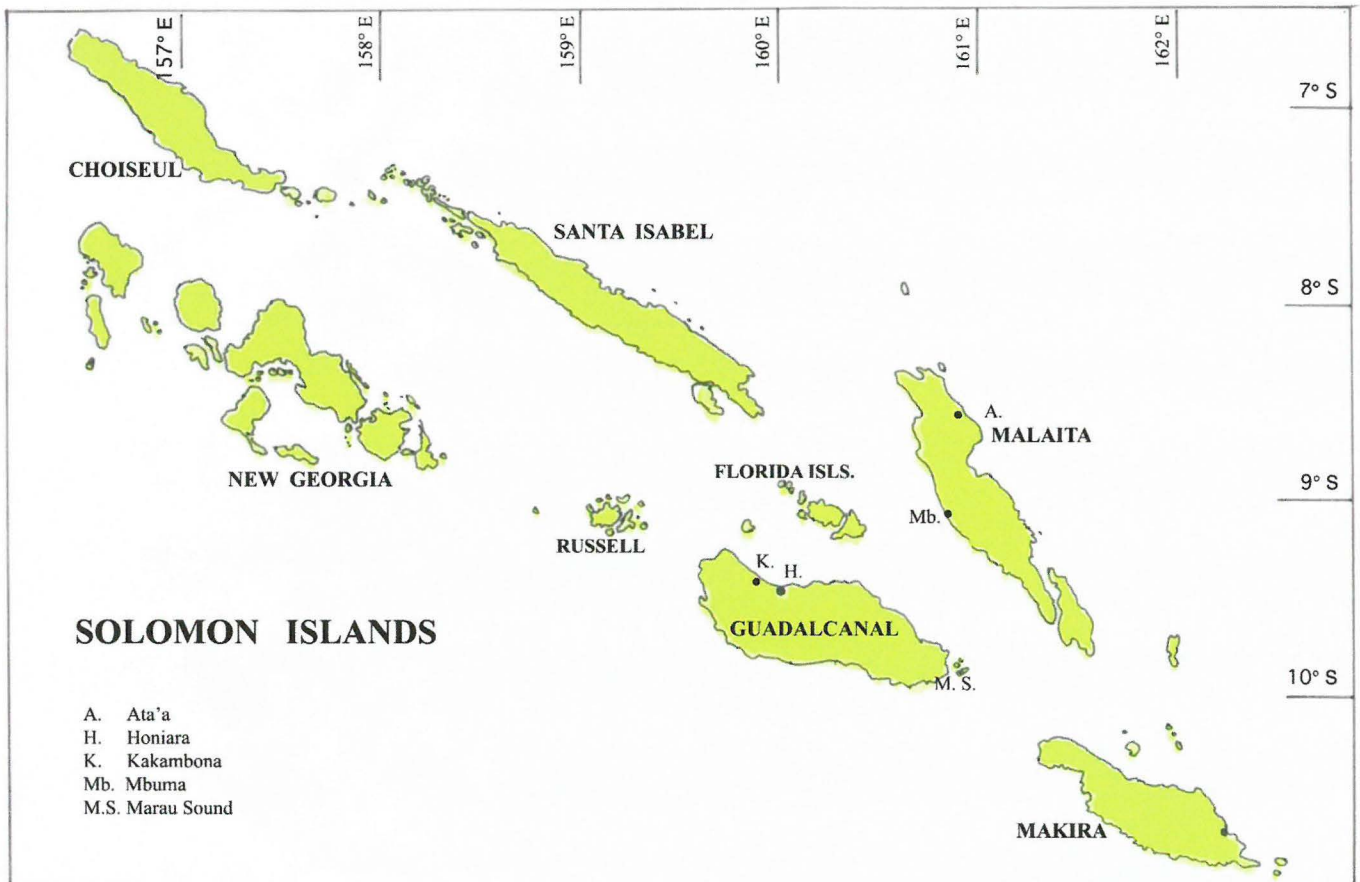 157° E
158° E
159° E
160° E
161° E
162° E
7° S
CHOISEUL
SANTA ISABEL
8° S
A.
MALAITA
NEW GEORGIA
FLORIDA ISLS.
9° S
Mb.
RUSSELL
K.
H.
SOLOMON ISLANDS
GUADALCANAL
M. S.
10° S
A. Ata'a
H. Honiara
K. Kakambona
Mb. Mbuma
M.S. Marau Sound
MAKIRA